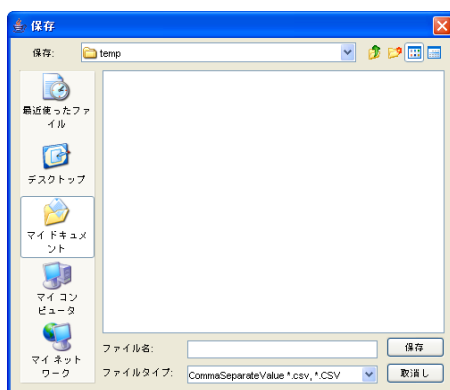 保存
保存: temp
最近使ったファ
イル
デスクトップ
マイ ドキュメ
ント
マイ コン
ピュータ
マイ ネット
ワーク
ファイル名:
保存
ファイルタイプ: CommaSeparateValue *.csv, *.CSV
取消し